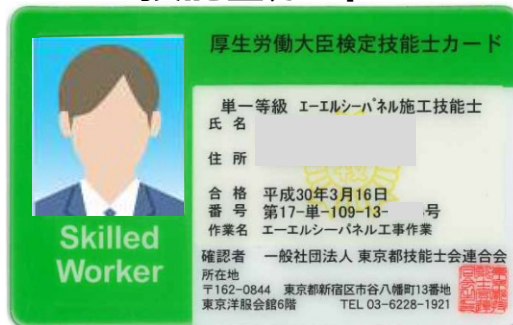 厚生労働大臣検定技能士カード
単一等級 エーエルシーパネル施工技能士
氏 名
住 所
合 格 平成30年3月16日
番 号 第17-単-109-13- 号
作業名 エーエルシーパネル工事作業
Skilled
Worker
確認者 一般社団法人 東京都技能士会連合会
所在地
〒162-0844 東京都新宿区市谷八幡町13番地
東京洋服会館6階 TEL 03-6228-1921